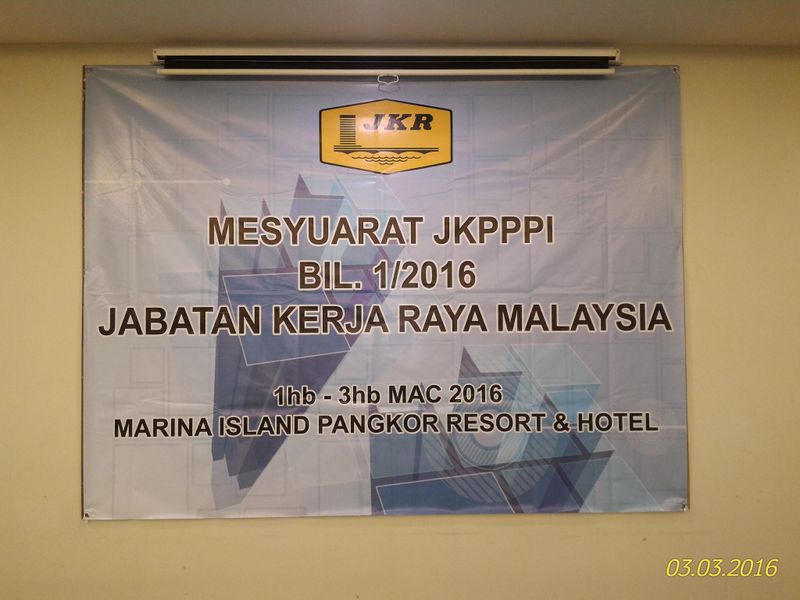 JKR
MESYUARAT JKPPPI
BIL. 1/2016
JABATAN KERJA RAYA MALAYSIA
1hb - 3hb MAC 2016
MARINA ISLAND PANGKOR RESORT & HOTEL
03.03.2016